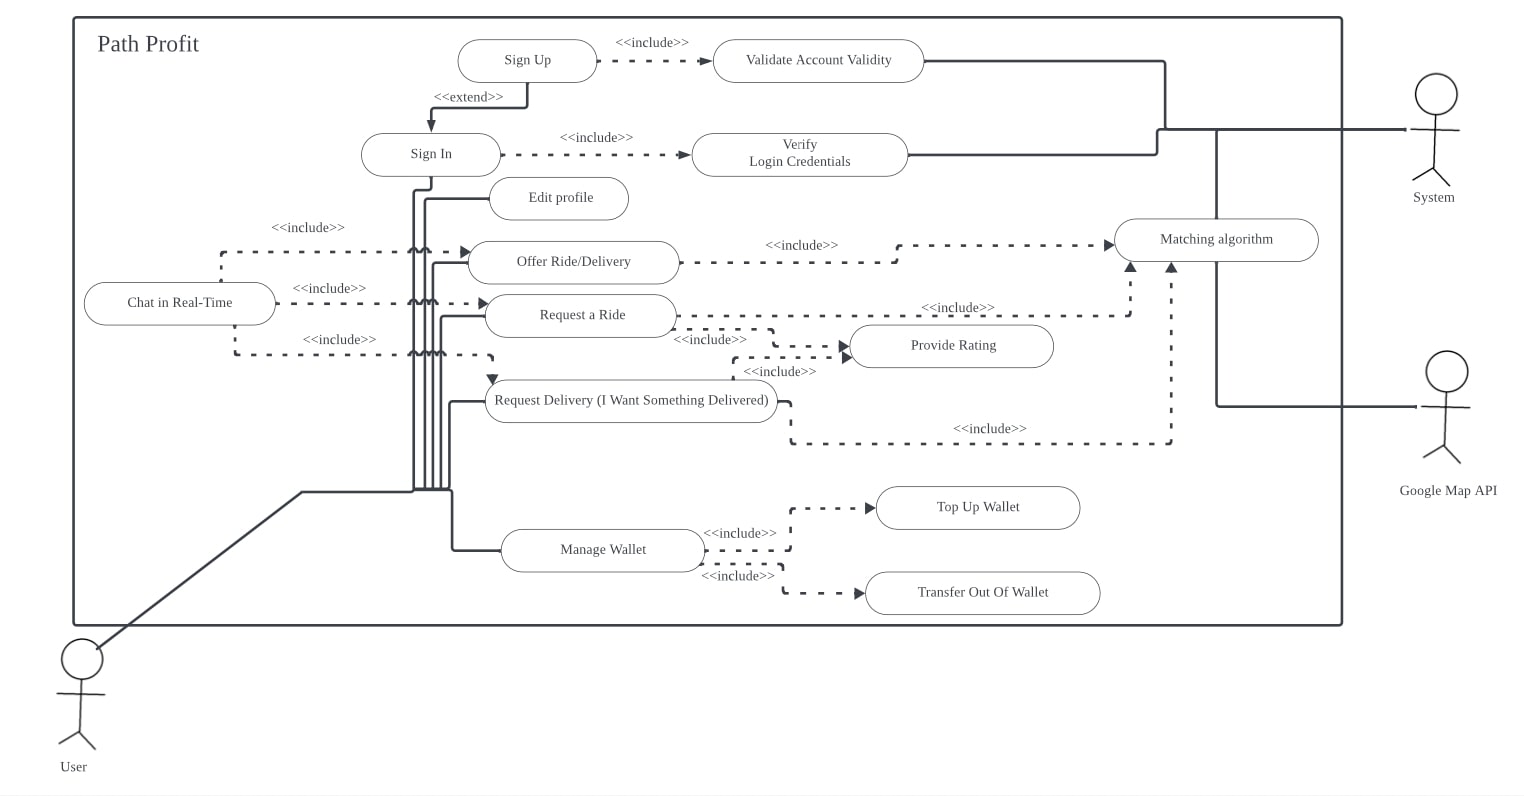 Path Profit
Sign Up
<<include>>
Validate Account Validity
<<extend>>
Sign In
<<include>>
Verify
Login Credentials
System
Edit profile
<<include>>
Offer Ride/Delivery
<<include>>
Matching algorithm
Chat in Real-Time
<<include>>
Request a Ride
<<include>>
<<include>>
<<include>>
Provide Rating
<<include>>
Request Delivery (I Want Something Delivered)
<<include>>
Google Map API
Top Up Wallet
<<include>>
Manage Wallet
<<include>>
Transfer Out Of Wallet
User